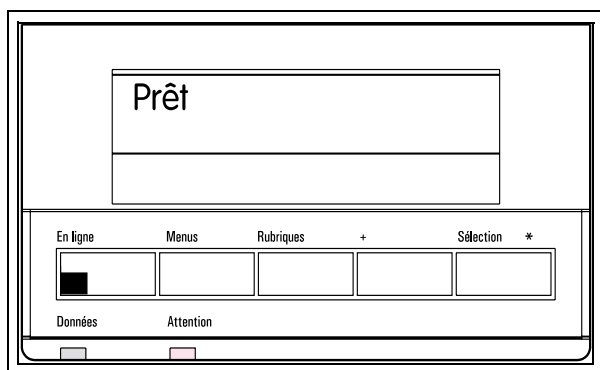 Prêt
En ligne Menus Rubriques + Sélection *
Données Attention